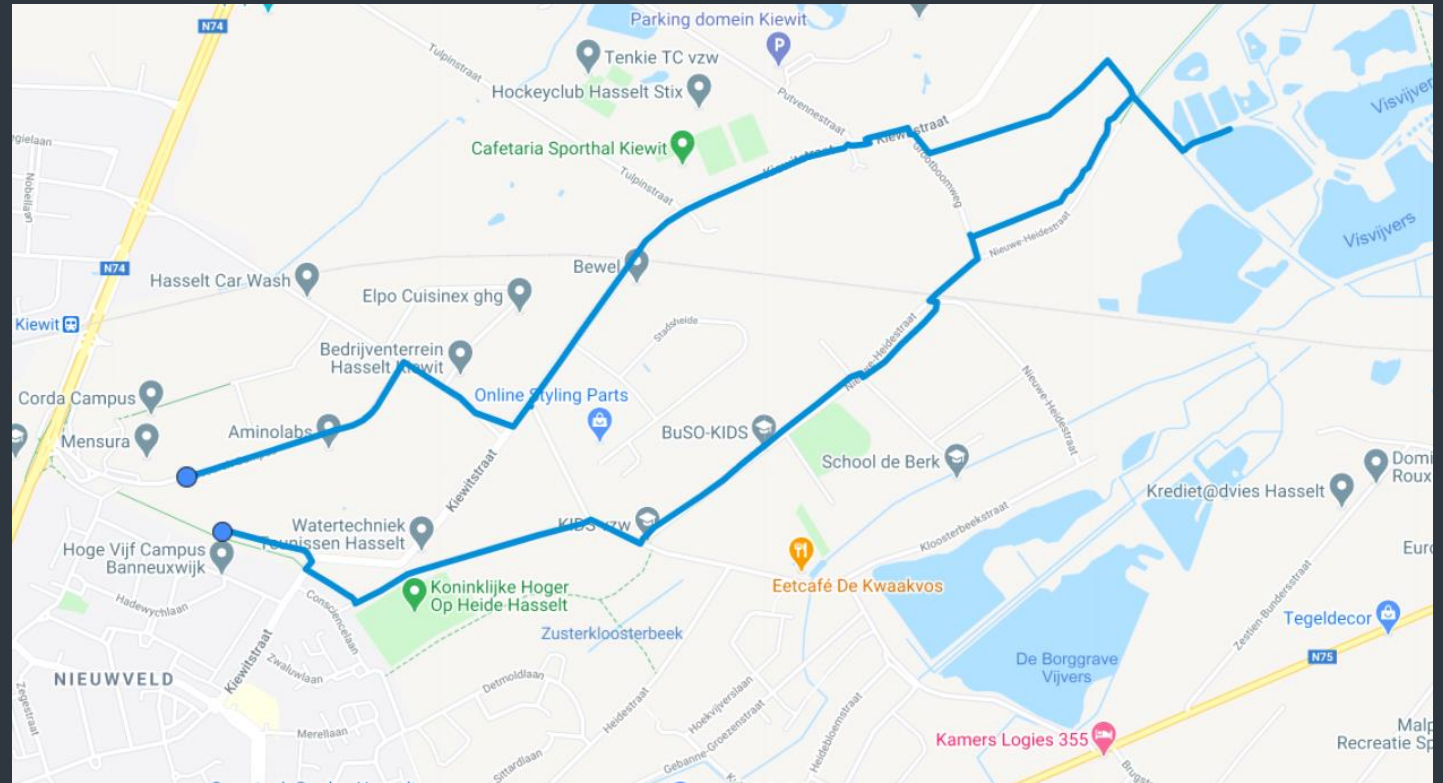 N74
Parking domein Kiewit
Tulpinstraat
Tenkie TC vzw
Hockeyclub Hasselt Stix
Putvennestraat
Visvijvers
Kiewitstraat
Cafetaria Sporthal Kiewit
Kiewitstraat
Grootboomweg
Nobellaan
Tulpinstraat
Visvijvers
Nieuwe-Heidestraat
N74
Hasselt Car Wash
Bewel
Elpo Cuisinex ghg
Kiewit
Stadsheide
Nieuwe-Heidestraat
Bedrijventerrein
Hasselt Kiewit
Corda Campus
Online Styling Parts
Nieuwe-Heidestraat
Mensura
Aminolabs
BuSO-KIDS
School de Berk
Domi
Roux
Krediet@dvies Hasselt
Kiewitstraat
Watertechniek
Teunissen Hasselt
KIDS vzw
Kloosterbeekstraat
Hoge Vijf Campus
Banneuxwijk
Euro
Koninklijke Hoger
Op Heide Hasselt
Eetcafé De Kwaakvos
Hadewychlaan
Consciencelaan
Zestien-Bundersstraat
Tegeldecor
Zusterkloosterbeek
Kiewitstraat
Zwaluwlaan
De Borggrave
Vijvers
N75
NIEUWVELD
Detmoldlaan
Heidestraat
Hoekvijverslaan
Zegestraat
Merellaan
Gebanne-Groezenstraat
Heidebloemstraat
Kamers Logies 355
Malp
Recreatie Sp
Sittardlaan